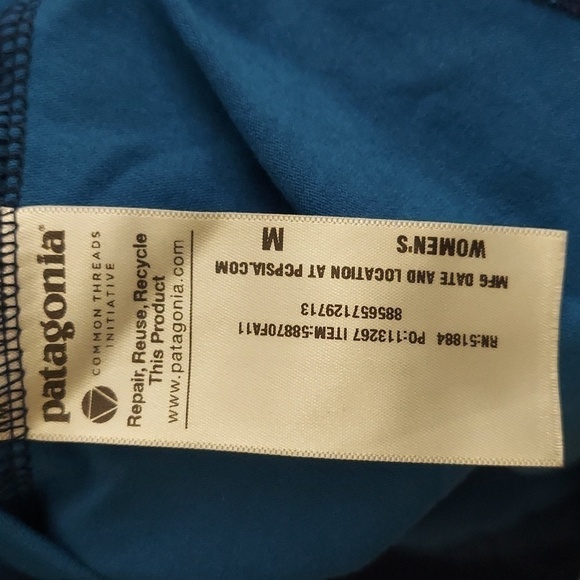 patagonia®
COMMON THREADS
INITIATIVE
Repair, Reuse, Recycle
This Product
www.patagonia.com
RN:51884 PO:113267 ITEM:58870FA11
885657129713
MFG DATE AND LOCATION AT PCPSIA.COM
WOMEN'S M